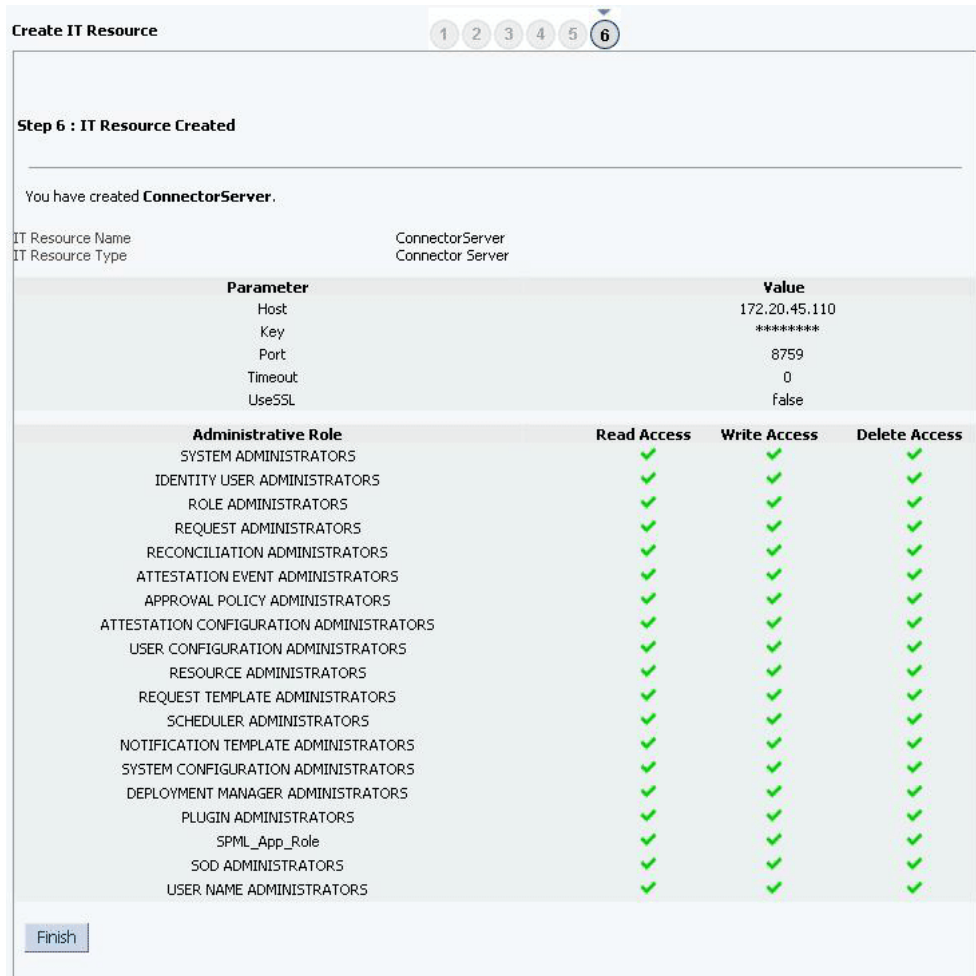 Create IT Resource 1 2 3 4 5 6
Step 6 : IT Resource Created
You have created ConnectorServer.
IT Resource Name ConnectorServer
IT Resource Type Connector Server
Parameter Value
Host 172.20.45.110
Key ********
Port 8759
Timeout 0
UseSSL false
Administrative Role Read Access Write Access Delete Access
SYSTEM ADMINISTRATORS
IDENTITY USER ADMINISTRATORS
ROLE ADMINISTRATORS
REQUEST ADMINISTRATORS
RECONCILIATION ADMINISTRATORS
ATTESTATION EVENT ADMINISTRATORS
APPROVAL POLICY ADMINISTRATORS
ATTESTATION CONFIGURATION ADMINISTRATORS
USER CONFIGURATION ADMINISTRATORS
RESOURCE ADMINISTRATORS
REQUEST TEMPLATE ADMINISTRATORS
SCHEDULER ADMINISTRATORS
NOTIFICATION TEMPLATE ADMINISTRATORS
SYSTEM CONFIGURATION ADMINISTRATORS
DEPLOYMENT MANAGER ADMINISTRATORS
PLUGIN ADMINISTRATORS
SPML_App_Role
SOD ADMINISTRATORS
USER NAME ADMINISTRATORS
Finish